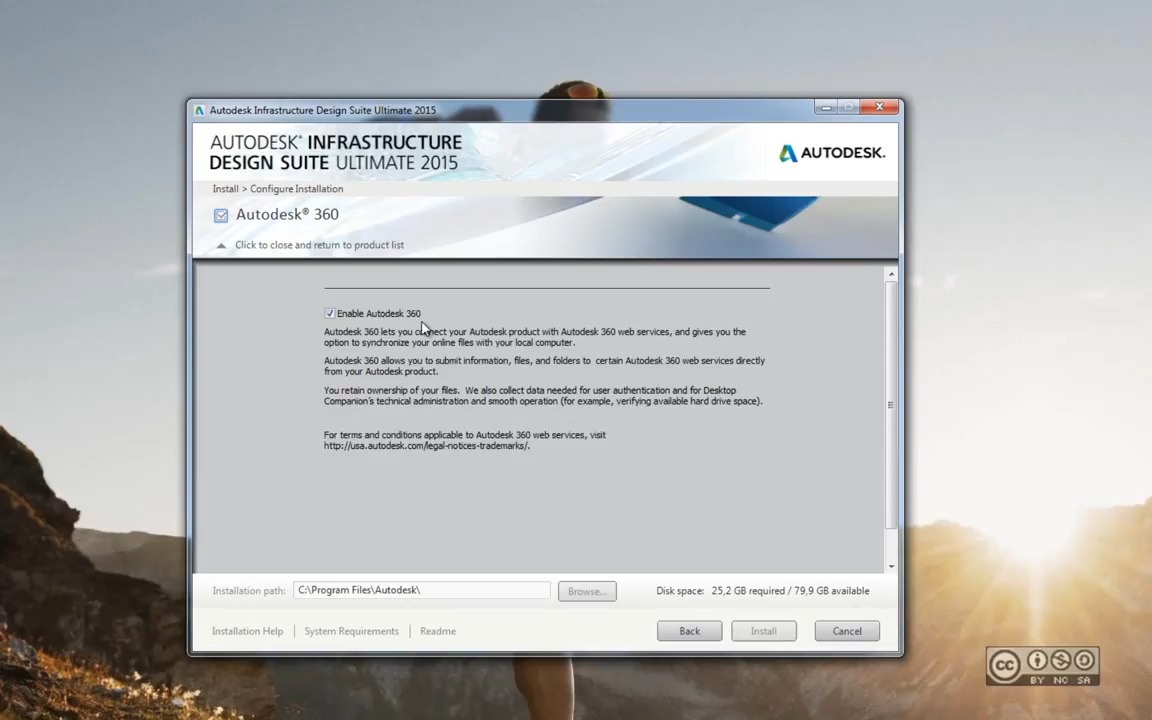 Autodesk Infrastructure Design Suite Ultimate 2015
AUTODESK® INFRASTRUCTURE
DESIGN SUITE ULTIMATE 2015
AUTODESK.
Install > Configure Installation
Autodesk® 360
Click to close and return to product list
Enable Autodesk 360
Autodesk 360 lets you connect your Autodesk product with Autodesk 360 web services, and gives you the
option to synchronize your online files with your local computer.
Autodesk 360 allows you to submit information, files, and folders to certain Autodesk 360 web services directly
from your Autodesk product.
You retain ownership of your files. We also collect data needed for user authentication and for Desktop
Companion's technical administration and smooth operation (for example, verifying available hard drive space).
For terms and conditions applicable to Autodesk 360 web services, visit
http://usa.autodesk.com/legal-notices-trademarks/.
Installation path: C:\Program Files\Autodesk\ Browse... Disk space: 25,2 GB required / 79,9 GB available
Installation Help System Requirements Readme Back Install Cancel
cc
BY NC SA